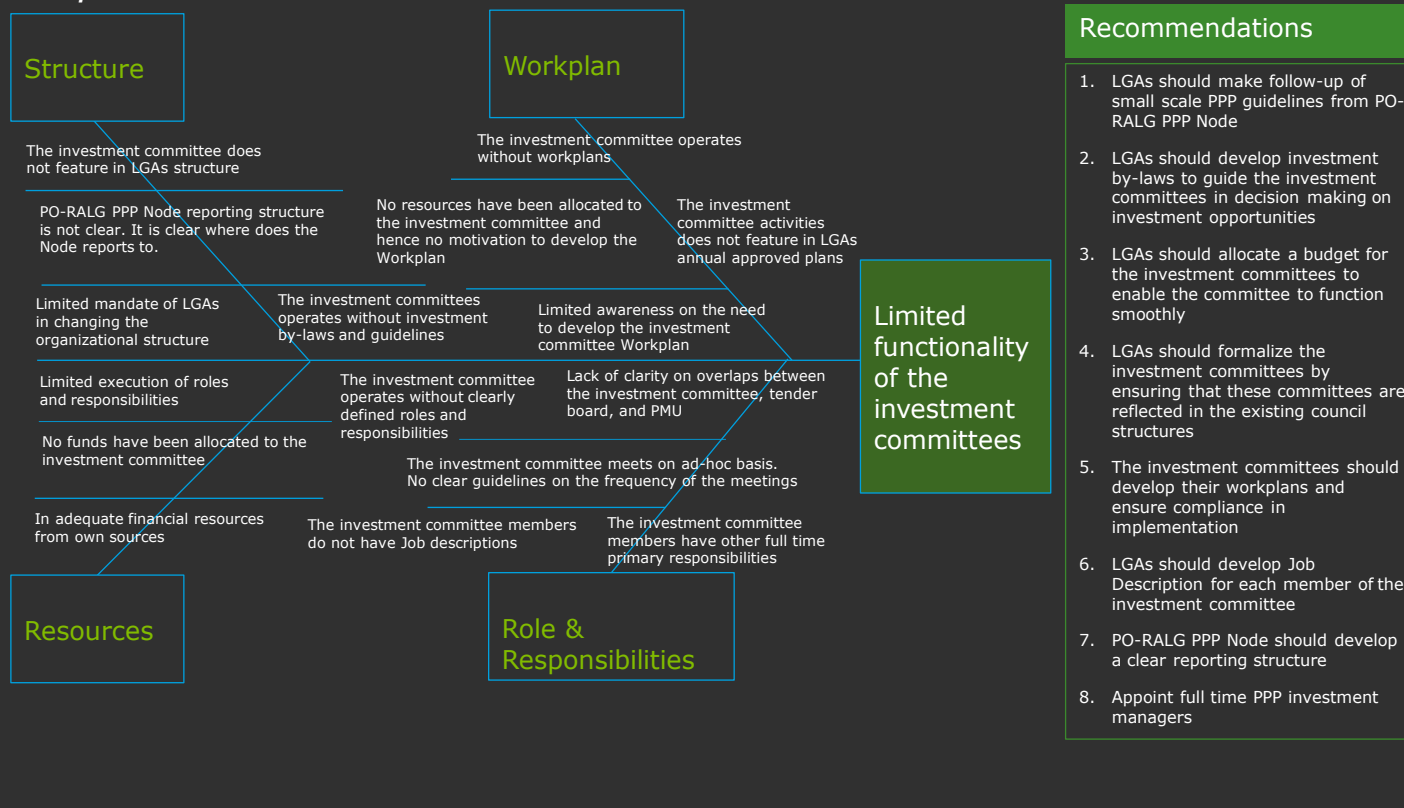 Structure
The investment committee does
not feature in LGAs structure
PO-RALG PPP Node reporting structure
is not clear. It is clear where does the
Node reports to.
Limited mandate of LGAs
in changing the
organizational structure
The investment committees
operates without investment
by-laws and guidelines
Workplan
The investment committee operates
without workplans
No resources have been allocated to
the investment committee and
hence no motivation to develop the
Workplan
The investment
committee activities
does not feature in LGAs
annual approved plans
Limited awareness on the need
to develop the investment
committee Workplan
Limited execution of roles
and responsibilities
No funds have been allocated to the
investment committee
In adequate financial resources
from own sources
Resources
The investment committee
operates without clearly
defined roles and
responsibilities
Lack of clarity on overlaps between
the investment committee, tender
board, and PMU
The investment committee meets on ad-hoc basis.
No clear guidelines on the frequency of the meetings
The investment committee members
do not have Job descriptions
The investment committee
members have other full time
primary responsibilities
Role &
Responsibilities
Limited
functionality
of the
investment
committees
Recommendations
1. LGAs should make follow-up of
small scale PPP guidelines from PO-
RALG PPP Node
2. LGAs should develop investment
by-laws to guide the investment
committees in decision making on
investment opportunities
3. LGAs should allocate a budget for
the investment committees to
enable the committee to function
smoothly
4. LGAs should formalize the
investment committees by
ensuring that these committees are
reflected in the existing council
structures
5. The investment committees should
develop their workplans and
ensure compliance in
implementation
6. LGAs should develop Job
Description for each member of the
investment committee
7. PO-RALG PPP Node should develop
a clear reporting structure
8. Appoint full time PPP investment
managers